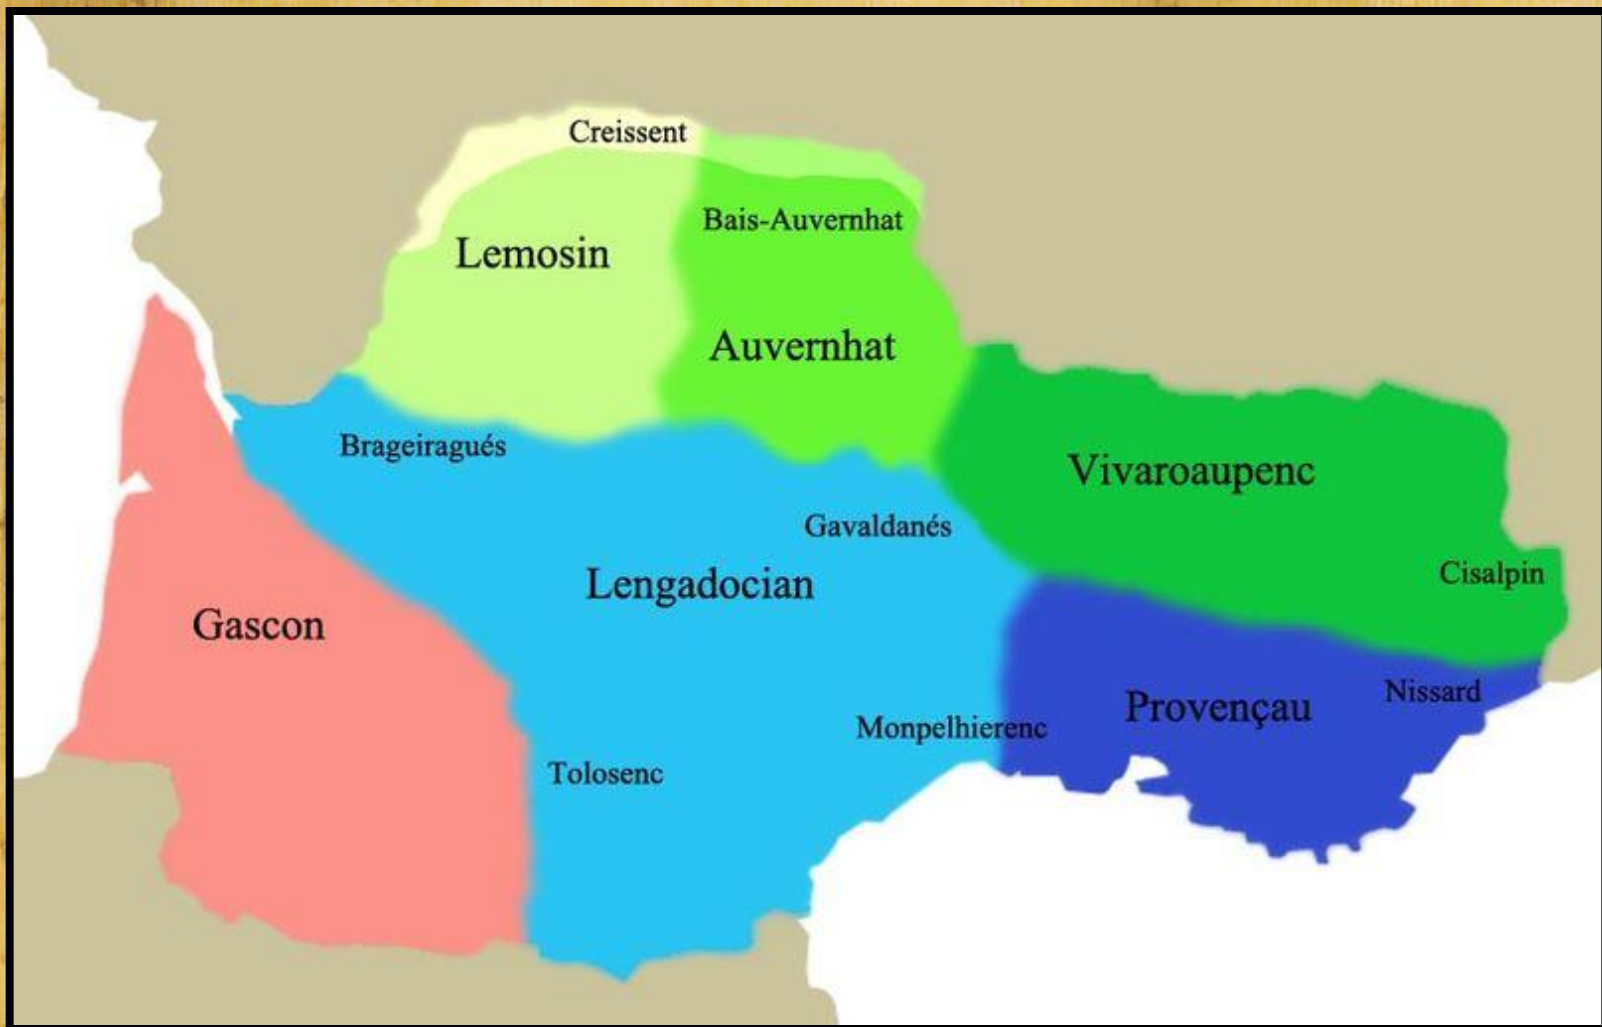 Creissent
Bais-Auvernhat
Lemosin
Auvernhat
Brageiragués
Vivaroaupenc
Gavaldanés
Cisalpin
Lengadocian
Gascon
Nissard
Provençau
Monpelhierenc
Tolosenc